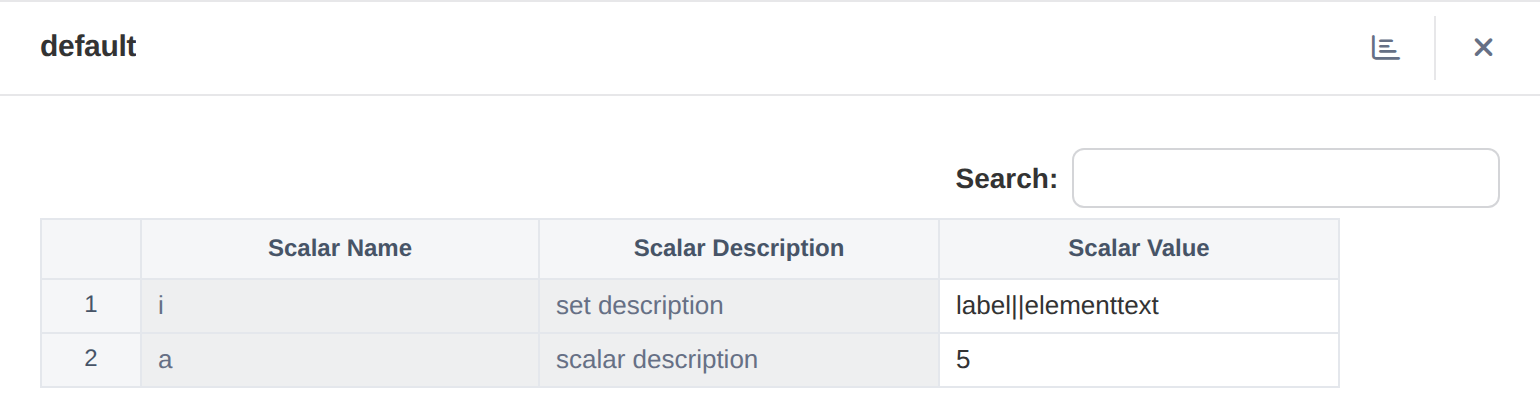 default
Search:
Scalar Name Scalar Description Scalar Value
1 i set description label||elementtext
2 a scalar description 5